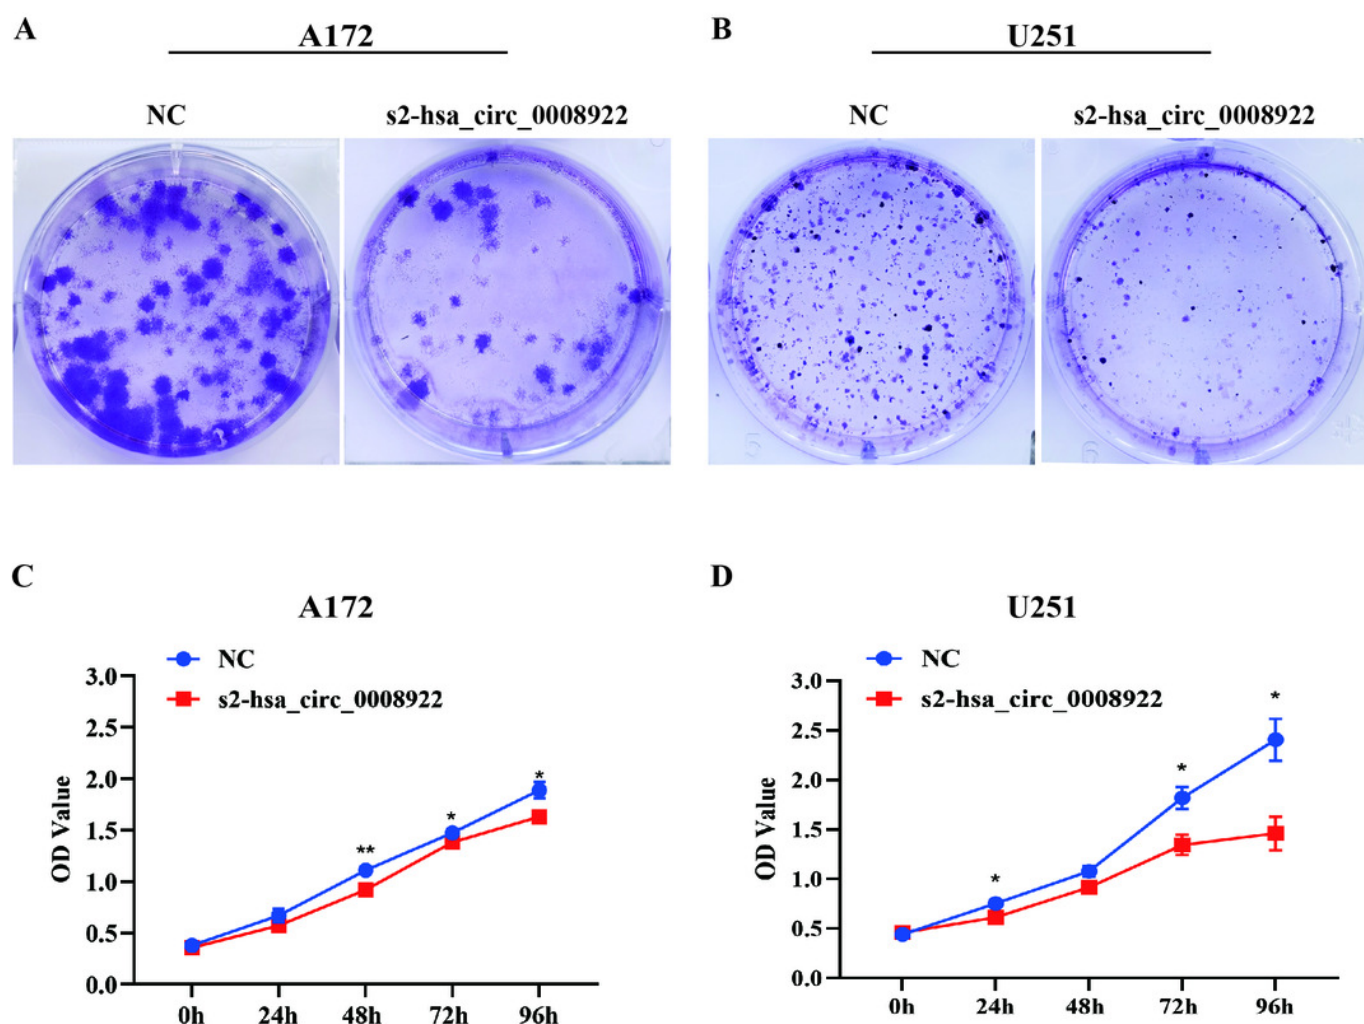 A
A172
NC
s2-hsa_circ_0008922
B
U251
NC
s2-hsa_circ_0008922
5
6
C
A172
NC
s2-hsa_circ_0008922
3.0
2.5
2.0
1.5
1.0
0.5
0.0
OD Value
**
*
*
0h 24h 48h 72h 96h
D
U251
NC
s2-hsa_circ_0008922
3.0
2.5
2.0
1.5
1.0
0.5
0.0
OD Value
*
*
*
0h 24h 48h 72h 96h